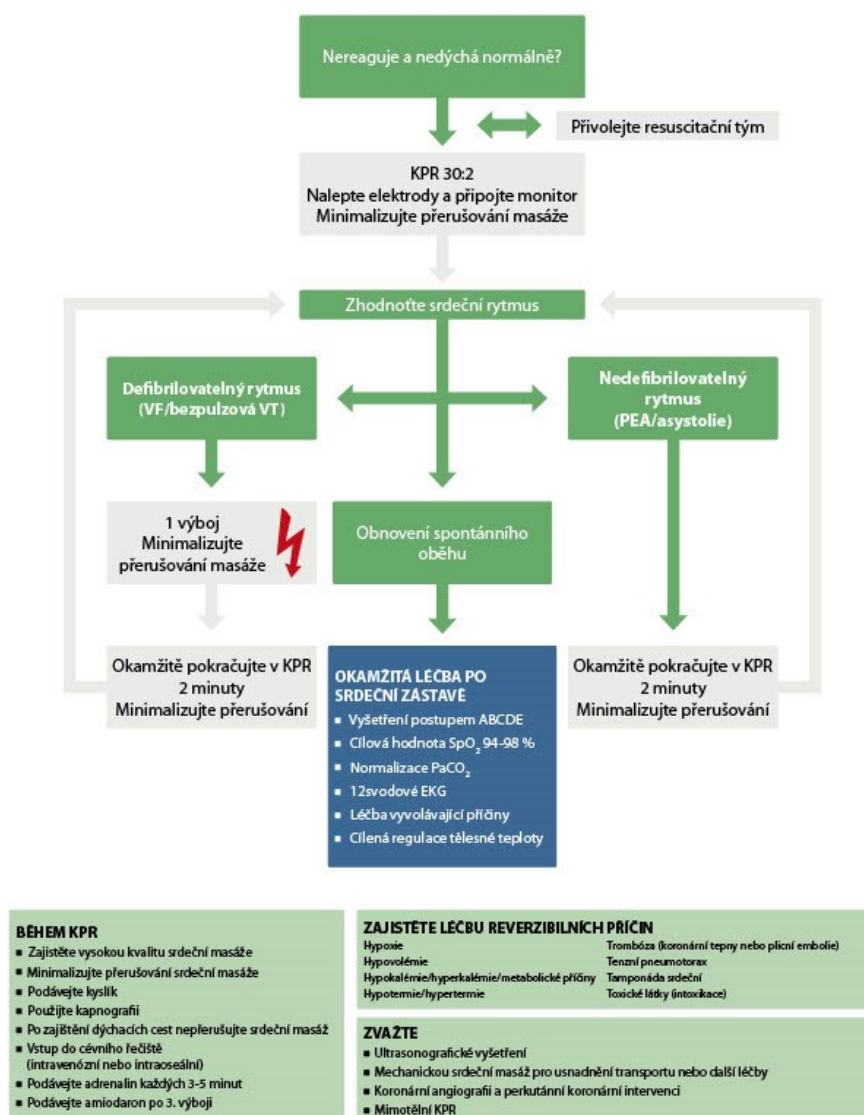 Nereaguje a nedýchá normálně?
Přivolejte resuscitační tým
KPR 30:2
Nalepte elektrody a připojte monitor
Minimalizujte přerušování masáže
Zhodnoťte srdeční rytmus
Defibrilovatelný rytmus
(VF/bezpulzová VT)
Nedefibrilovatelný
rytmus
(PEA/asystolie)
1 výboj
Minimalizujte
přerušování masáže
Obnovení spontánního
oběhu
Okamžitě pokračujte v KPR
2 minuty
Minimalizujte přerušování
OKAMŽITÁ LÉČBA PO
SRDEČNÍ ZÁSTAVĚ
▪ Vyšetření postupem ABCDE
▪ Cílová hodnota SpO₂ 94-98 %
▪ Normalizace PaCO₂
▪ 12svodové EKG
▪ Léčba vyvolávající příčiny
▪ Cílená regulace tělesné teploty
Okamžitě pokračujte v KPR
2 minuty
Minimalizujte přerušování
BĚHEM KPR
▪ Zajistěte vysokou kvalitu srdeční masáže
▪ Minimalizujte přerušování srdeční masáže
▪ Podávejte kyslík
▪ Použijte kapnografii
▪ Po zajištění dýchacích cest nepřerušujte srdeční masáž
▪ Vstup do cévního řečiště
(intravenózní nebo intraoseální)
▪ Podávejte adrenalin každých 3-5 minut
▪ Podávejte amiodaron po 3. výboji
ZAJISTĚTE LÉČBU REVERZIBILNÍCH PŘÍČIN
Hypoxie
Hypovolémie
Hypokalémie/hyperkalémie/metabolické příčiny
Hypotermie/hypertermie
Trombóza (koronární tepny nebo plicní embolie)
Tenzní pneumotorax
Tamponáda srdeční
Toxické látky (intoxikace)
ZVAŽTE
▪ Ultrasonografické vyšetření
▪ Mechanickou srdeční masáž pro usnadnění transportu nebo další léčby
▪ Koronární angiografii a perkutánní koronární intervenci
▪ Mimotělní KPR